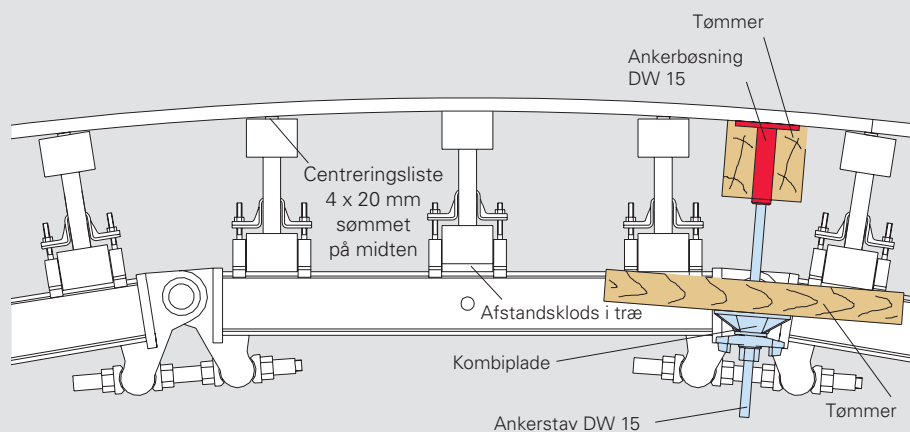 Tømmer
Ankerbøsning
DW 15
Centreringsliste
4 x 20 mm
sømmet
på midten
Afstandsklods i træ
Kombiplade
Tømmer
Ankerstav DW 15